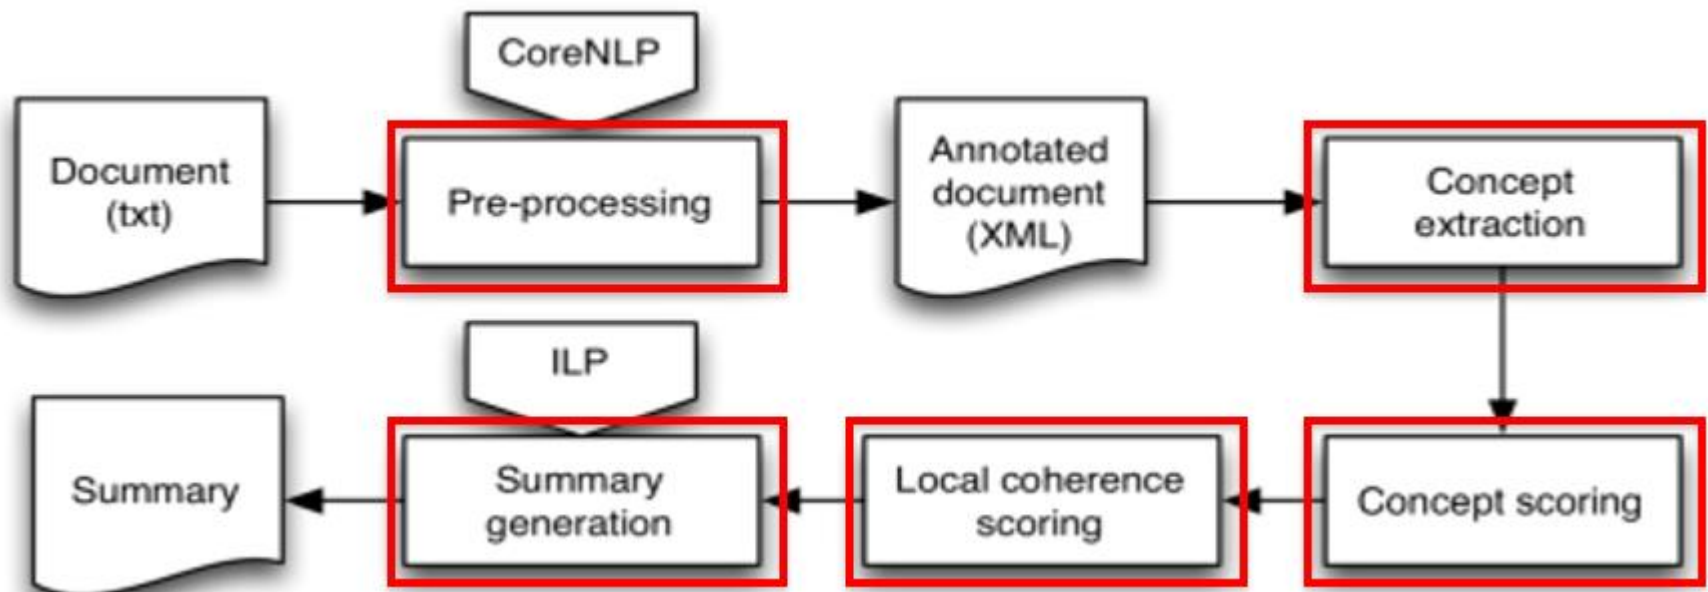 CoreNLP
Document
(txt)
Pre-processing
Annotated
document
(XML)
Concept
extraction
ILP
Summary
Summary
generation
Local coherence
scoring
Concept scoring